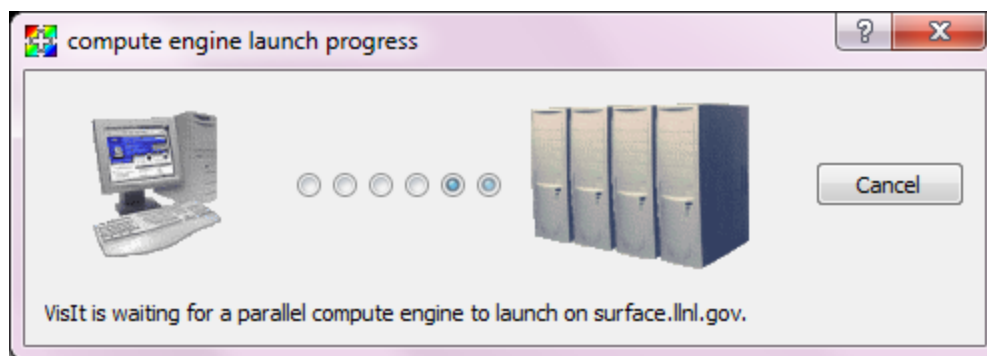 compute engine launch progress
Cancel
VisIt is waiting for a parallel compute engine to launch on surface.llnl.gov.